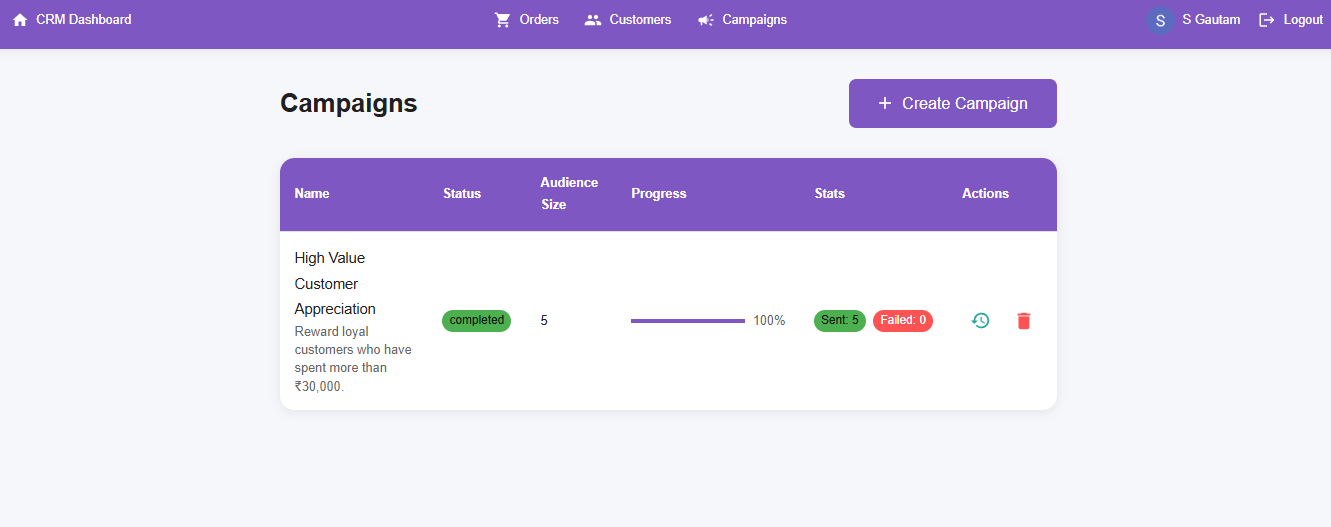 CRM Dashboard
Orders
Customers
Campaigns
S
S Gautam
Logout
Campaigns
+ Create Campaign
Name
Status
Audience
Size
Progress
Stats
Actions
High Value
Customer
Appreciation
Reward loyal
customers who have
spent more than
₹30,000.
completed
5
100%
Sent: 5
Failed: 0